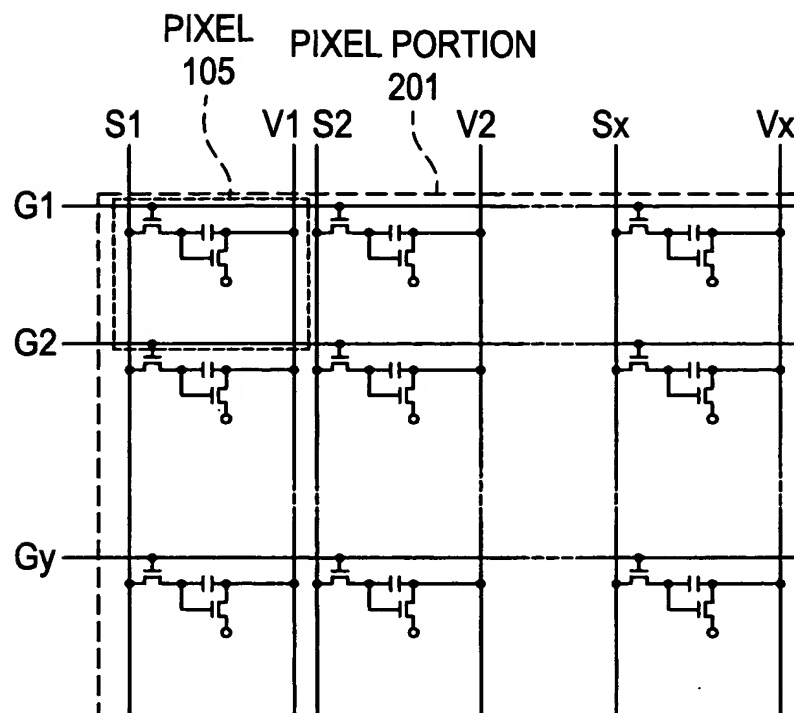 PIXEL
105
PIXEL PORTION
201
S1 V1 S2 V2 Sx Vx
G1
G2
Gy